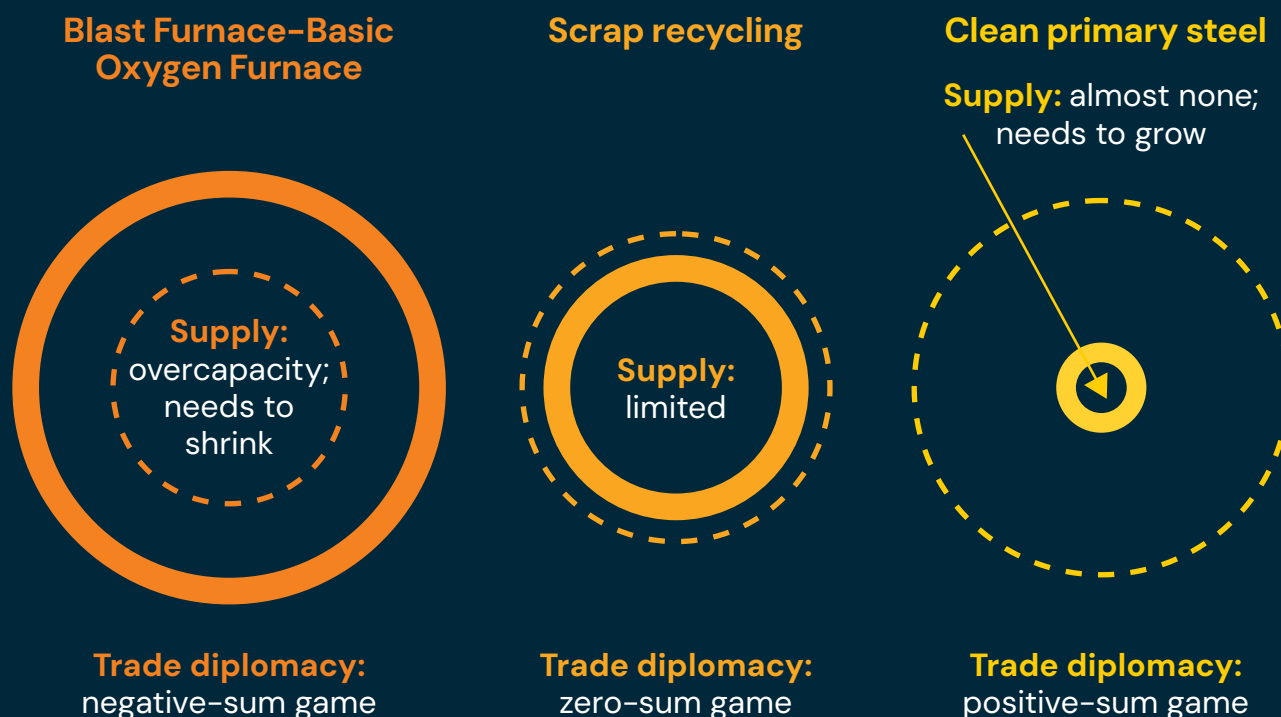 Blast Furnace-Basic
Oxygen Furnace
Supply:
overcapacity;
needs to
shrink
Trade diplomacy:
negative-sum game
Scrap recycling
Supply:
limited
Trade diplomacy:
zero-sum game
Clean primary steel
Supply: almost none;
needs to grow
Trade diplomacy:
positive-sum game